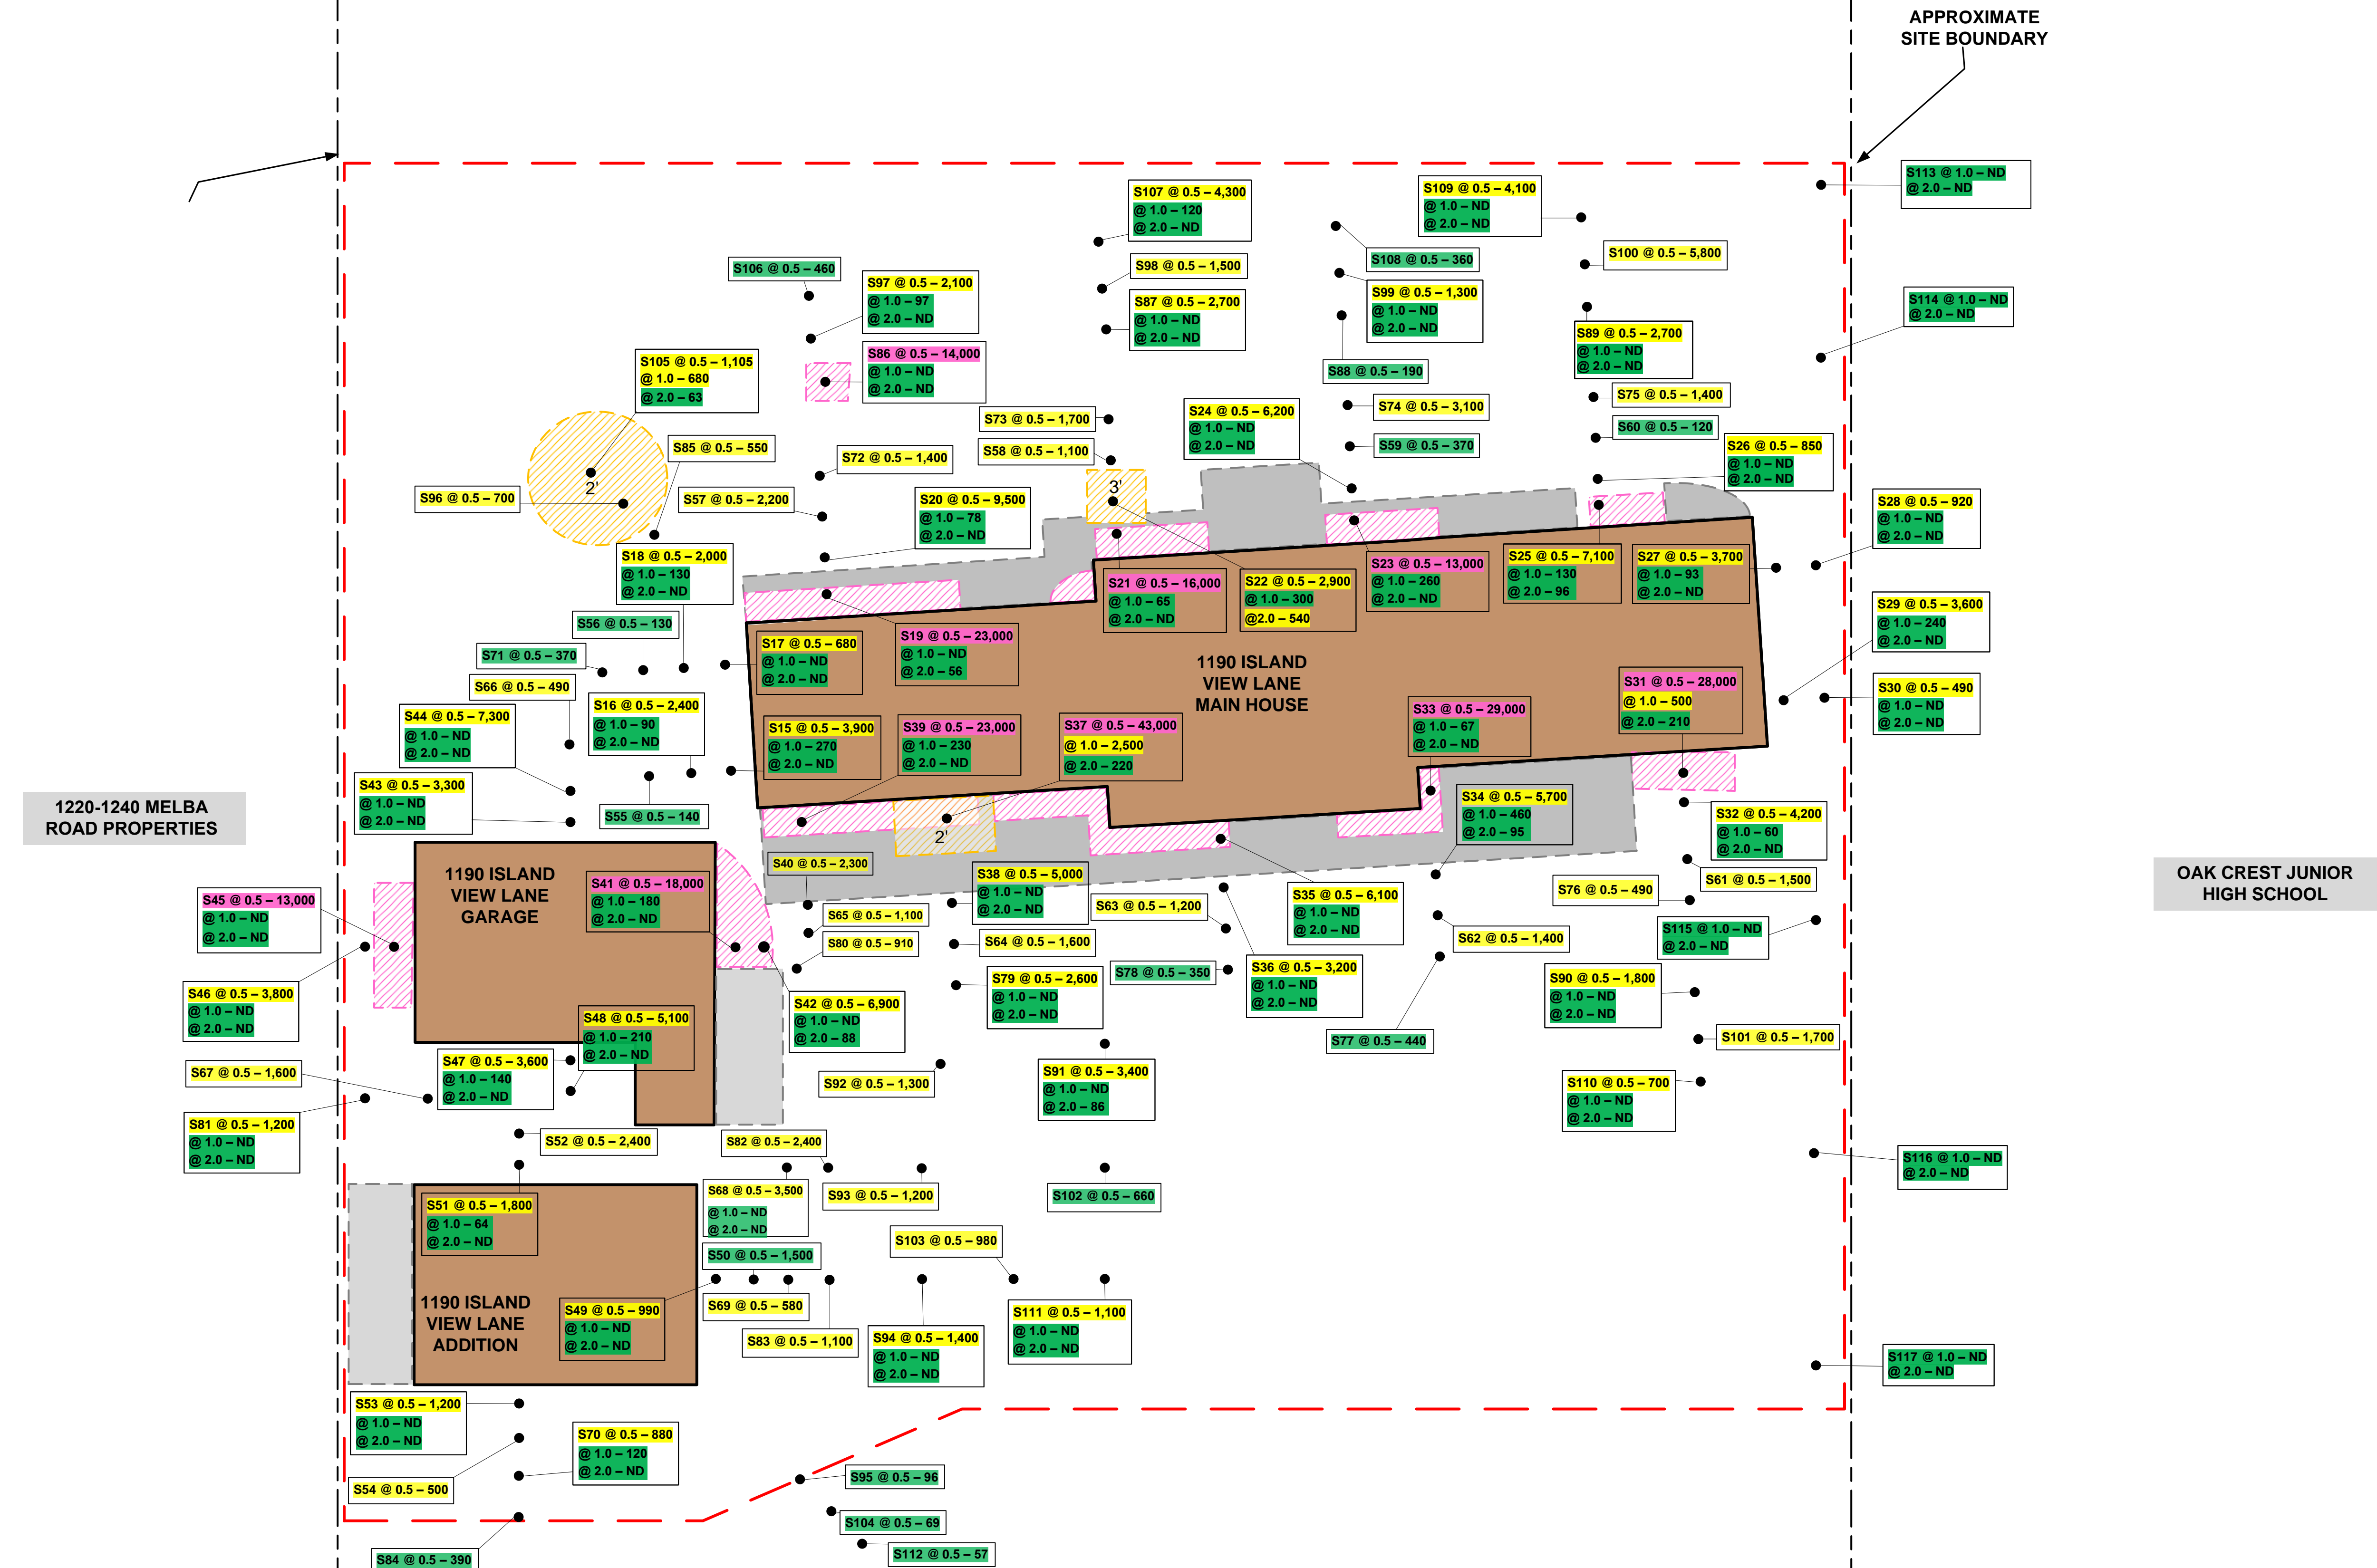 APPROXIMATE
SITE BOUNDARY
S113 @ 1.0 – ND
@ 2.0 – ND
S107 @ 0.5 – 4,300
@ 1.0 – 120
@ 2.0 – ND
S109 @ 0.5 – 4,100
@ 1.0 – ND
@ 2.0 – ND
S106 @ 0.5 – 460
S97 @ 0.5 – 2,100
@ 1.0 – 97
@ 2.0 – ND
S98 @ 0.5 – 1,500
S108 @ 0.5 – 360
S100 @ 0.5 – 5,800
S87 @ 0.5 – 2,700
@ 1.0 – ND
@ 2.0 – ND
S99 @ 0.5 – 1,300
@ 1.0 – ND
@ 2.0 – ND
S114 @ 1.0 – ND
@ 2.0 – ND
S105 @ 0.5 – 1,105
@ 1.0 – 680
@ 2.0 – 63
S86 @ 0.5 – 14,000
@ 1.0 – ND
@ 2.0 – ND
S88 @ 0.5 – 190
S89 @ 0.5 – 2,700
@ 1.0 – ND
@ 2.0 – ND
S73 @ 0.5 – 1,700
S24 @ 0.5 – 6,200
@ 1.0 – ND
@ 2.0 – ND
S74 @ 0.5 – 3,100
S75 @ 0.5 – 1,400
S85 @ 0.5 – 550
S72 @ 0.5 – 1,400
S58 @ 0.5 – 1,100
S59 @ 0.5 – 370
S60 @ 0.5 – 120
S26 @ 0.5 – 850
@ 1.0 – ND
@ 2.0 – ND
2'
S96 @ 0.5 – 700
S57 @ 0.5 – 2,200
S20 @ 0.5 – 9,500
@ 1.0 – 78
@ 2.0 – ND
3'
S28 @ 0.5 – 920
@ 1.0 – ND
@ 2.0 – ND
S18 @ 0.5 – 2,000
@ 1.0 – 130
@ 2.0 – ND
S21 @ 0.5 – 16,000
@ 1.0 – 65
@ 2.0 – ND
S22 @ 0.5 – 2,900
@ 1.0 – 300
@2.0 – 540
S23 @ 0.5 – 13,000
@ 1.0 – 260
@ 2.0 – ND
S25 @ 0.5 – 7,100
@ 1.0 – 130
@ 2.0 – 96
S27 @ 0.5 – 3,700
@ 1.0 – 93
@ 2.0 – ND
S56 @ 0.5 – 130
S71 @ 0.5 – 370
S17 @ 0.5 – 680
@ 1.0 – ND
@ 2.0 – ND
S19 @ 0.5 – 23,000
@ 1.0 – ND
@ 2.0 – 56
S29 @ 0.5 – 3,600
@ 1.0 – 240
@ 2.0 – ND
1190 ISLAND
VIEW LANE
MAIN HOUSE
S66 @ 0.5 – 490
S16 @ 0.5 – 2,400
@ 1.0 – 90
@ 2.0 – ND
S31 @ 0.5 – 28,000
@ 1.0 – 500
@ 2.0 – 210
S30 @ 0.5 – 490
@ 1.0 – ND
@ 2.0 – ND
S44 @ 0.5 – 7,300
@ 1.0 – ND
@ 2.0 – ND
S15 @ 0.5 – 3,900
@ 1.0 – 270
@ 2.0 – ND
S39 @ 0.5 – 23,000
@ 1.0 – 230
@ 2.0 – ND
S37 @ 0.5 – 43,000
@ 1.0 – 2,500
@ 2.0 – 220
S33 @ 0.5 – 29,000
@ 1.0 – 67
@ 2.0 – ND
S43 @ 0.5 – 3,300
@ 1.0 – ND
@ 2.0 – ND
1220-1240 MELBA
ROAD PROPERTIES
S55 @ 0.5 – 140
2'
S34 @ 0.5 – 5,700
@ 1.0 – 460
@ 2.0 – 95
S32 @ 0.5 – 4,200
@ 1.0 – 60
@ 2.0 – ND
S40 @ 0.5 – 2,300
1190 ISLAND
VIEW LANE
GARAGE
S41 @ 0.5 – 18,000
@ 1.0 – 180
@ 2.0 – ND
S38 @ 0.5 – 5,000
@ 1.0 – ND
@ 2.0 – ND
S61 @ 0.5 – 1,500
OAK CREST JUNIOR
HIGH SCHOOL
S76 @ 0.5 – 490
S45 @ 0.5 – 13,000
@ 1.0 – ND
@ 2.0 – ND
S65 @ 0.5 – 1,100
S63 @ 0.5 – 1,200
S35 @ 0.5 – 6,100
@ 1.0 – ND
@ 2.0 – ND
S80 @ 0.5 – 910
S64 @ 0.5 – 1,600
S62 @ 0.5 – 1,400
S115 @ 1.0 – ND
@ 2.0 – ND
S78 @ 0.5 – 350
S36 @ 0.5 – 3,200
@ 1.0 – ND
@ 2.0 – ND
S79 @ 0.5 – 2,600
@ 1.0 – ND
@ 2.0 – ND
S90 @ 0.5 – 1,800
@ 1.0 – ND
@ 2.0 – ND
S46 @ 0.5 – 3,800
@ 1.0 – ND
@ 2.0 – ND
S42 @ 0.5 – 6,900
@ 1.0 – ND
@ 2.0 – 88
S48 @ 0.5 – 5,100
@ 1.0 – 210
@ 2.0 – ND
S77 @ 0.5 – 440
S101 @ 0.5 – 1,700
S47 @ 0.5 – 3,600
@ 1.0 – 140
@ 2.0 – ND
S67 @ 0.5 – 1,600
S92 @ 0.5 – 1,300
S91 @ 0.5 – 3,400
@ 1.0 – ND
@ 2.0 – 86
S110 @ 0.5 – 700
@ 1.0 – ND
@ 2.0 – ND
S81 @ 0.5 – 1,200
@ 1.0 – ND
@ 2.0 – ND
S52 @ 0.5 – 2,400
S82 @ 0.5 – 2,400
S116 @ 1.0 – ND
@ 2.0 – ND
S51 @ 0.5 – 1,800
@ 1.0 – 64
@ 2.0 – ND
S68 @ 0.5 – 3,500
@ 1.0 – ND
@ 2.0 – ND
S93 @ 0.5 – 1,200
S102 @ 0.5 – 660
S50 @ 0.5 – 1,500
S103 @ 0.5 – 980
1190 ISLAND
VIEW LANE
ADDITION
S49 @ 0.5 – 990
@ 1.0 – ND
@ 2.0 – ND
S69 @ 0.5 – 580
S83 @ 0.5 – 1,100
S94 @ 0.5 – 1,400
@ 1.0 – ND
@ 2.0 – ND
S111 @ 0.5 – 1,100
@ 1.0 – ND
@ 2.0 – ND
S117 @ 1.0 – ND
@ 2.0 – ND
S53 @ 0.5 – 1,200
@ 1.0 – ND
@ 2.0 – ND
S70 @ 0.5 – 880
@ 1.0 – 120
@ 2.0 – ND
S54 @ 0.5 – 500
S95 @ 0.5 – 96
S104 @ 0.5 – 69
S84 @ 0.5 – 390
S112 @ 0.5 – 57